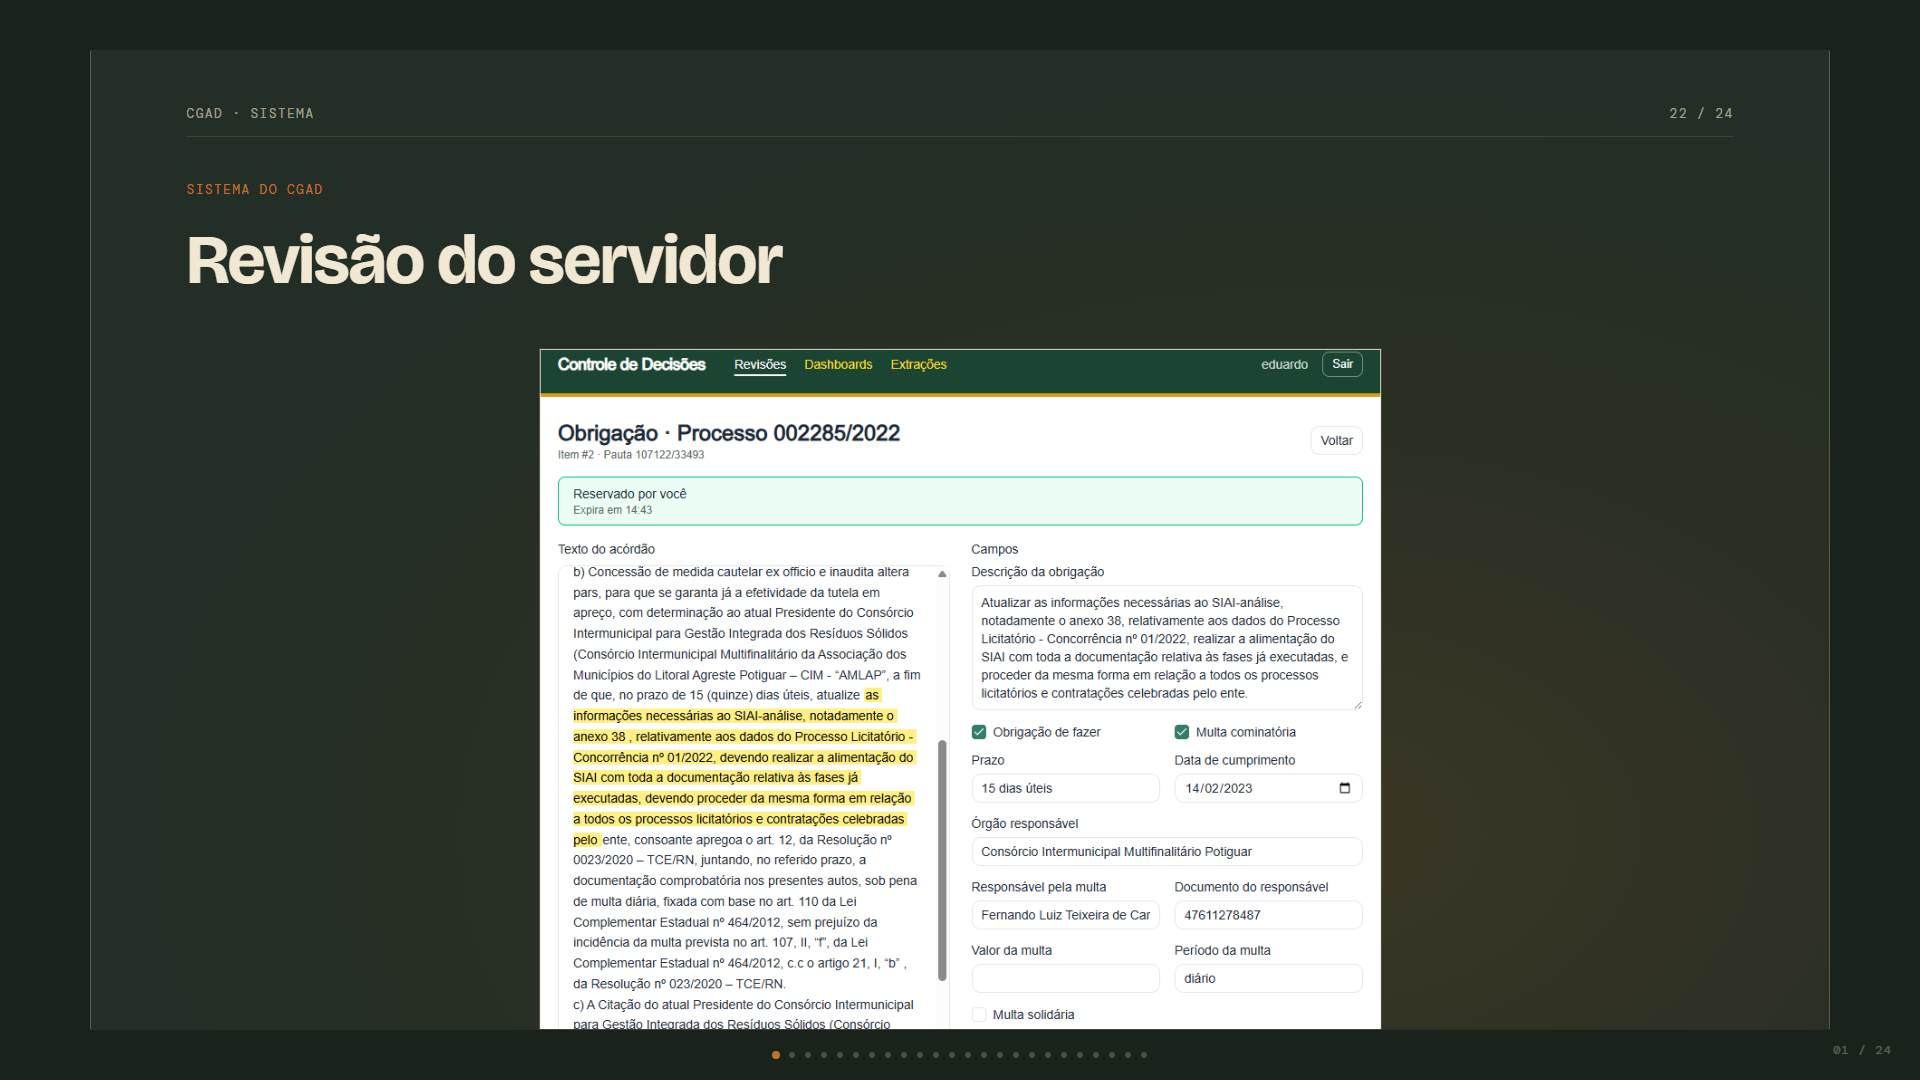 CGAD · SISTEMA
22 / 24
SISTEMA DO CGAD
Revisão do servidor
Controle de Decisões
Revisões
Dashboards
Extrações
eduardo
Sair
Obrigação · Processo 002285/2022
Item #2 · Pauta 107122/33493
Voltar
Reservado por você
Expira em 14:43
Texto do acórdão
b) Concessão de medida cautelar ex officio e inaudita altera
pars, para que se garanta já a efetividade da tutela em
apreço, com determinação ao atual Presidente do Consórcio
Intermunicipal para Gestão Integrada dos Resíduos Sólidos
(Consórcio Intermunicipal Multifinalitário da Associação dos
Municípios do Litoral Agreste Potiguar – CIM - “AMLAP”, a fim
de que, no prazo de 15 (quinze) dias úteis, atualize as
informações necessárias ao SIAI-análise, notadamente o
anexo 38 , relativamente aos dados do Processo Licitatório -
Concorrência nº 01/2022, devendo realizar a alimentação do
SIAI com toda a documentação relativa às fases já
executadas, devendo proceder da mesma forma em relação
a todos os processos licitatórios e contratações celebradas
pelo ente, consoante apregoa o art. 12, da Resolução nº
0023/2020 – TCE/RN, juntando, no referido prazo, a
documentação comprobatória nos presentes autos, sob pena
de multa diária, fixada com base no art. 110 da Lei
Complementar Estadual nº 464/2012, sem prejuízo da
incidência da multa prevista no art. 107, II, “f”, da Lei
Complementar Estadual nº 464/2012, c.c o artigo 21, I, “b” ,
da Resolução nº 023/2020 – TCE/RN.
c) A Citação do atual Presidente do Consórcio Intermunicipal
para Gestão Integrada dos Resíduos Sólidos (Consórcio
Campos
Descrição da obrigação
Atualizar as informações necessárias ao SIAI-análise,
notadamente o anexo 38, relativamente aos dados do Processo
Licitatório - Concorrência nº 01/2022, realizar a alimentação do
SIAI com toda a documentação relativa às fases já executadas, e
proceder da mesma forma em relação a todos os processos
licitatórios e contratações celebradas pelo ente.
Obrigação de fazer
Multa cominatória
Prazo
Data de cumprimento
15 dias úteis
14/02/2023
Órgão responsável
Consórcio Intermunicipal Multifinalitário Potiguar
Responsável pela multa
Documento do responsável
Fernando Luiz Teixeira de Car
47611278487
Valor da multa
Período da multa
diário
Multa solidária
01 / 24